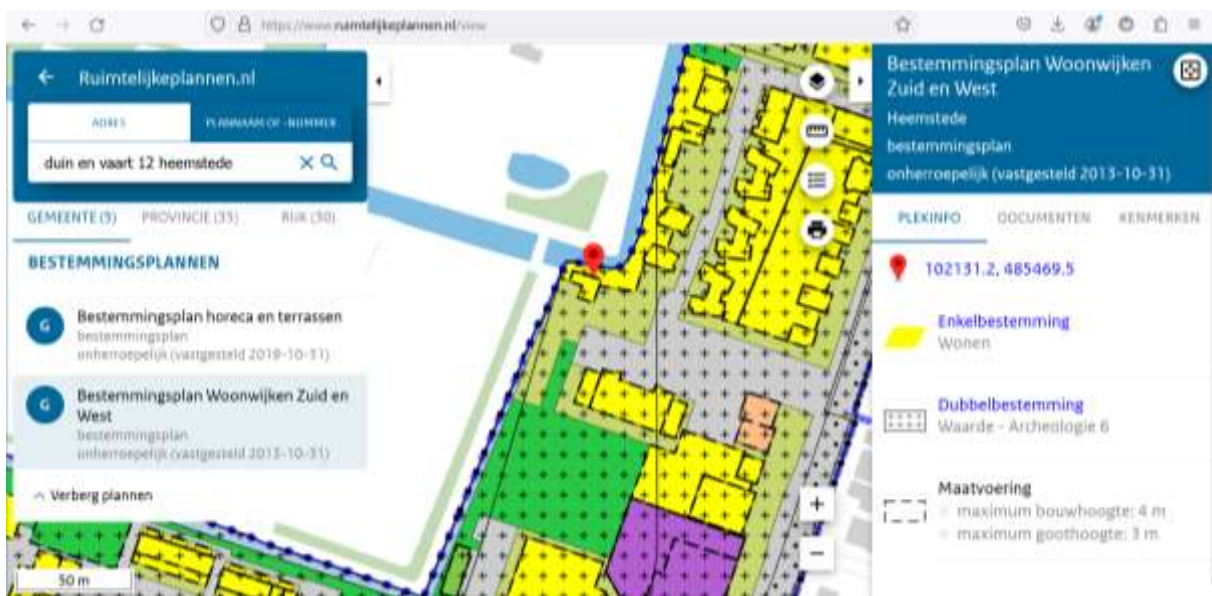 https://www.ruimtelijkeplannen.nl/view
Ruimtelijkeplannen.nl
ADRES
PLANNAAM OF -NUMMER
duin en vaart 12 heemstede
GEMEENTE (5)
PROVINCIE (33)
RIJK (30)
BESTEMMINGSPLANNEN
G
Bestemmingsplan horeca en terrassen
bestemmingsplan
onherroepelijk (vastgesteld 2019-10-31)
G
Bestemmingsplan Woonwijken Zuid en
West
bestemmingsplan
onherroepelijk (vastgesteld 2013-10-31)
Verberg plannen
50 m
Bestemmingsplan Woonwijken
Zuid en West
Heemstede
bestemmingsplan
onherroepelijk (vastgesteld 2013-10-31)
PLEKINFO
DOCUMENTEN
KENMERKEN
102131.2, 485469.5
Enkelbestemming
Wonen
Dubbelbestemming
Waarde - Archeologie 6
Maatvoering
maximum bouwhoogte: 4 m
maximum goothoogte: 3 m